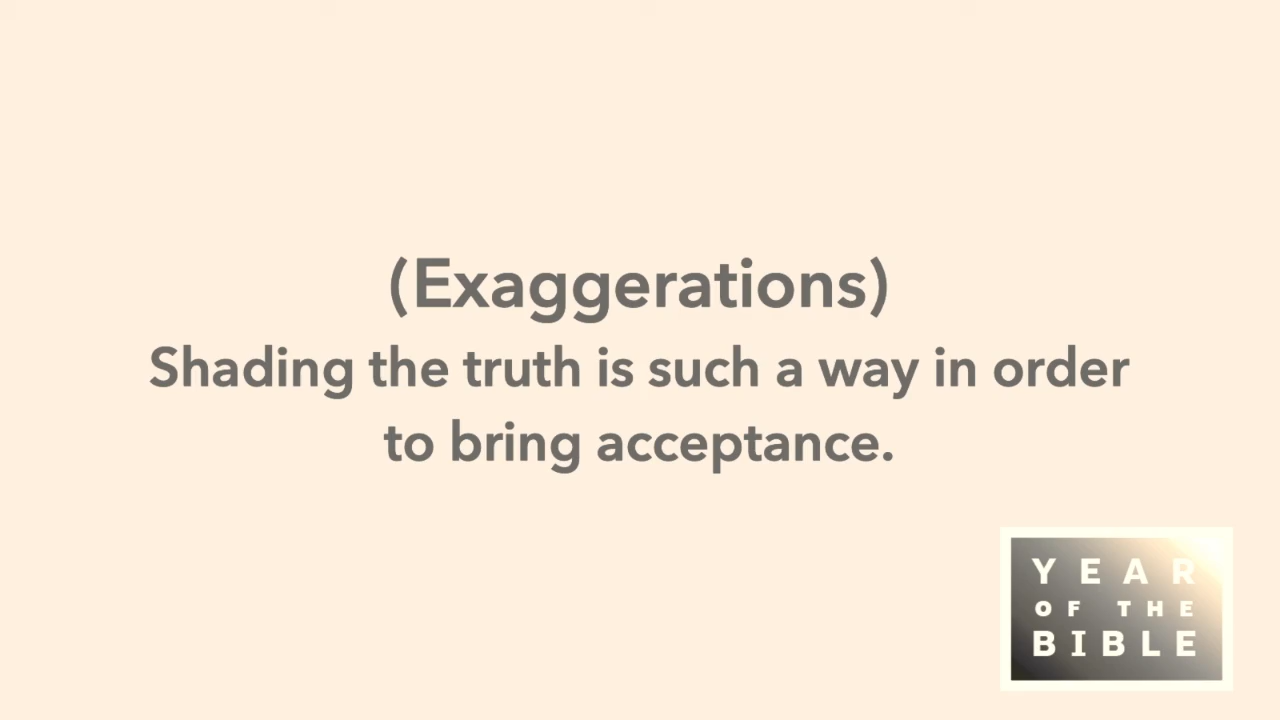 (Exaggerations)
Shading the truth is such a way in order
to bring acceptance.
YEAR
OF THE
BIBLE